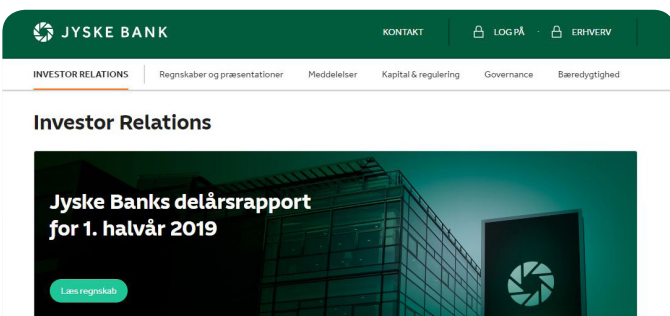 JYSKE BANK
KONTAKT
LOG PÅ · ERHVERV
INVESTOR RELATIONS
Regnskaber og præsentationer
Meddelelser
Kapital & regulering
Governance
Bæredygtighed
Investor Relations
Jyske Banks delårsrapport
for 1. halvår 2019
Læs regnskab